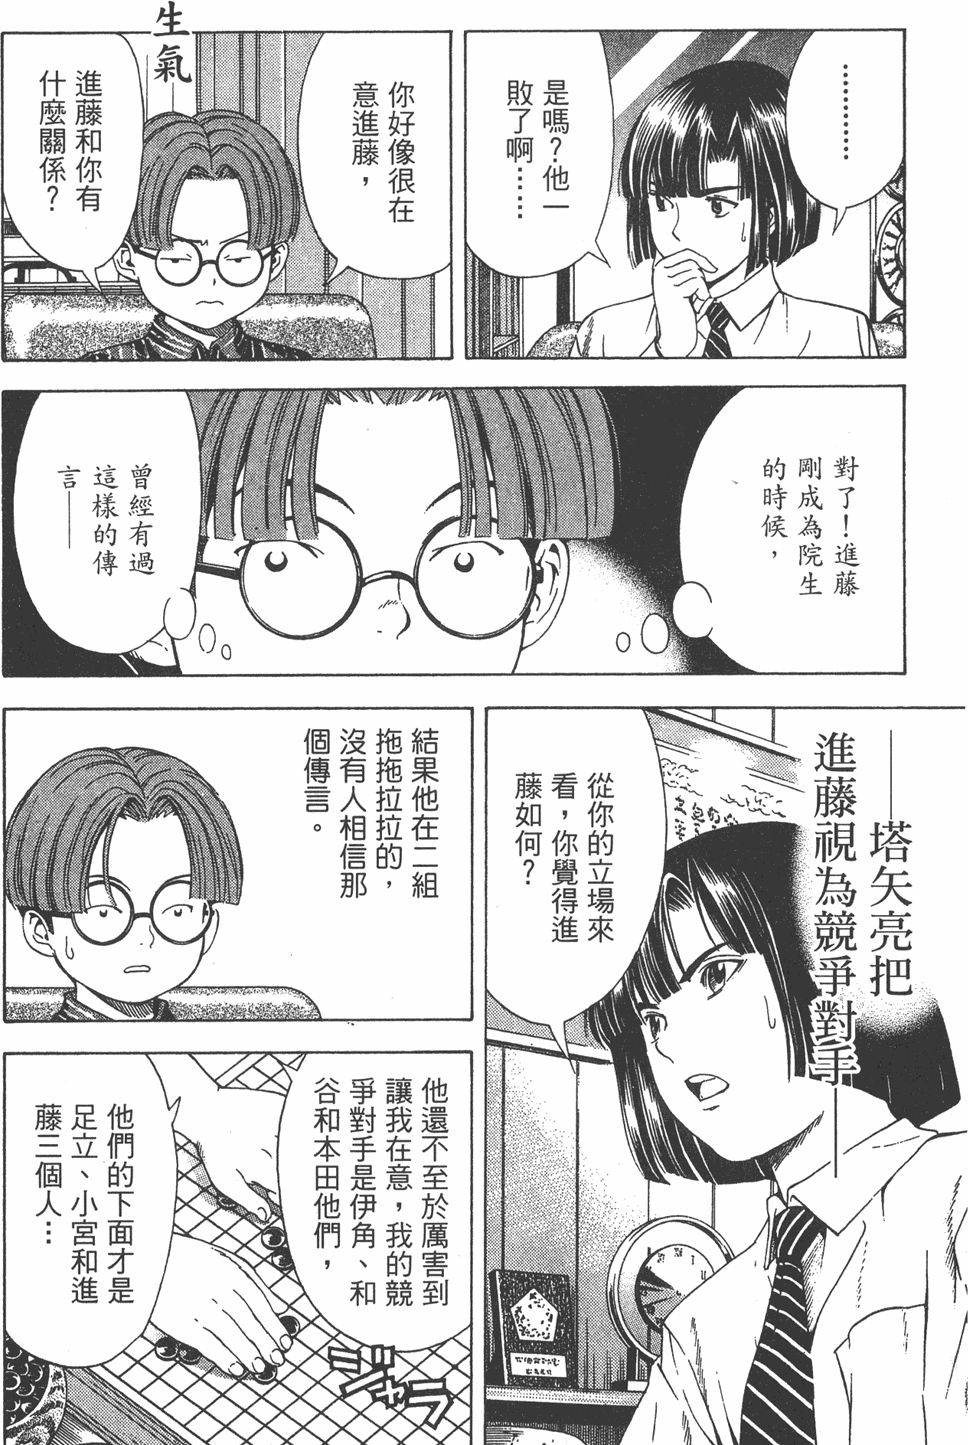 ………
是嗎？他一
敗了啊……
你好像很在
意進藤，
生氣
進藤和你有
什麼關係？
對了！進藤
剛成為院生
的時候，
曾經有過
這樣的傳
言——
——塔矢亮把
進藤視為競爭對手——
從你的立場來
看，你覺得進
藤如何？
結果他在二組
拖拖拉拉的，
沒有人相信那
個傳言。
他還不至於厲害到
讓我在意，我的競
爭對手是伊角、和
谷和本田他們，
他們的下面才是
足立、小宮和進
藤三個人…
ジャラ